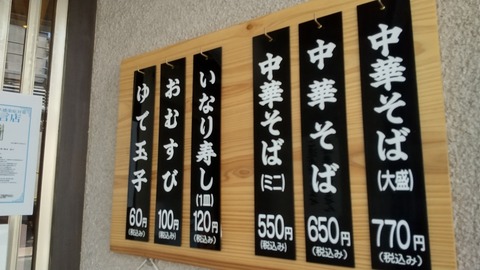 中華そば(大盛)
770円
(税込み)
中華そば
650円
(税込み)
中華そば(ミニ)
550円
(税込み)
いなり寿し(1皿)
120円
(税込み)
おむすび
100円
(税込み)
ゆで玉子
60円
(税込み)
言店